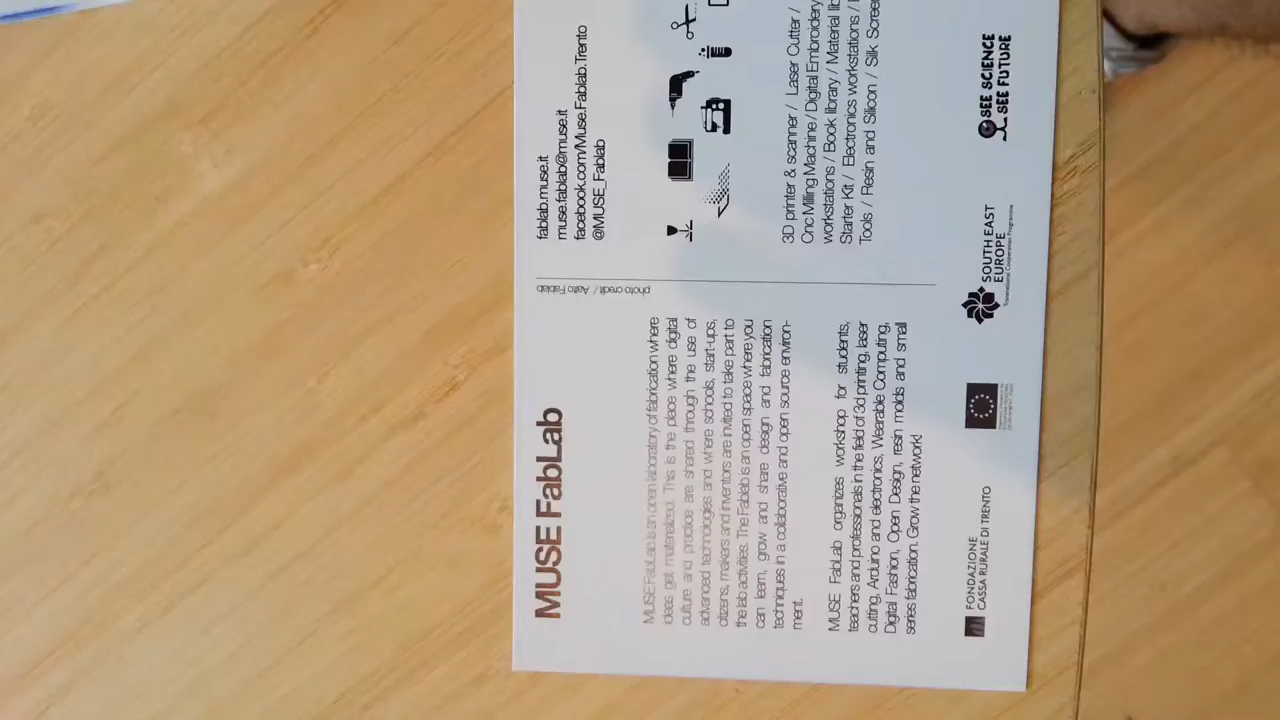 MUSE FabLab
MUSE FabLab is an open laboratory of fabrication where
ideas get materialized. This is the place where digital
culture and practice are shared through the use of
advanced technologies and where schools, start-ups,
citizens, makers and inventors are invited to take part to
the lab activities. The Fablab is an open space where you
can learn, grow and share design and fabrication
techniques in a collaborative and open source environ-
ment.
MUSE FabLab organizes workshop for students,
teachers and professionals in the field of 3d printing, laser
cutting, Arduino and electronics, Wearable Computing,
Digital Fashion, Open Design, resin molds and small
series fabrication. Grow the network!
photo credit / Aalto Fablab
fablab.muse.it
muse.fablab@muse.it
facebook.com/Muse.Fablab.Trento
@MUSE_Fablab
3D printer & scanner / Laser Cutter /
Cnc Milling Machine / Digital Embroidery
workstations / Book library / Material
Starter Kit / Electronics workstations /
Tools / Resin and Silicon / Silk
FONDAZIONE
CASSA RURALE DI TRENTO
SOUTH EAST
EUROPE
Transnational Cooperation Programme
SEE SCIENCE
SEE FUTURE